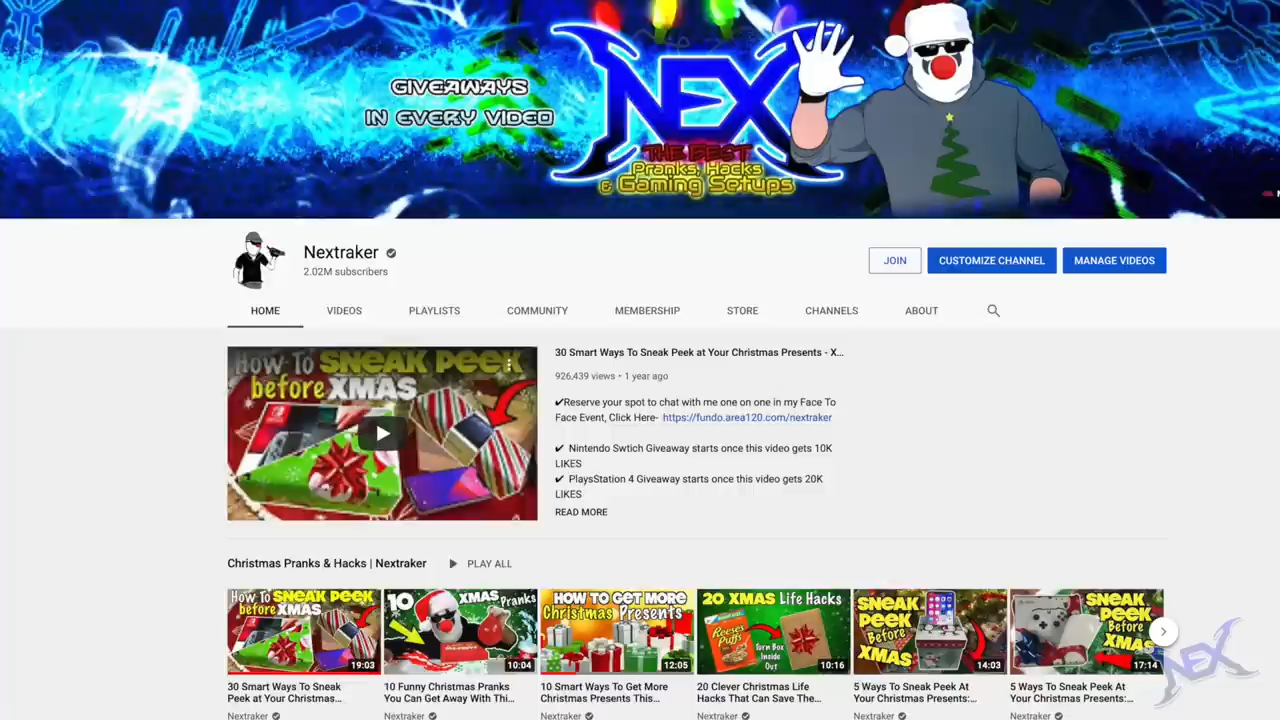 GIVEAWAYS
IN EVERY VIDEO
NEX
THE BEST
Pranks, Hacks
& Gaming Setups
Nextraker
2.02M subscribers
JOIN
CUSTOMIZE CHANNEL
MANAGE VIDEOS
HOME
VIDEOS
PLAYLISTS
COMMUNITY
MEMBERSHIP
STORE
CHANNELS
ABOUT
How To SNEAK PEEK
before XMAS
30 Smart Ways To Sneak Peek at Your Christmas Presents - X...
926,439 views • 1 year ago
✔Reserve your spot to chat with me one on one in my Face To
Face Event, Click Here- https://fundo.area120.com/nextraker
✔ Nintendo Swtich Giveaway starts once this video gets 10K
LIKES
✔ PlaysStation 4 Giveaway starts once this video gets 20K
LIKES
READ MORE
Christmas Pranks & Hacks | Nextraker
PLAY ALL
How To SNEAK PEEK
before XMAS
19:03
30 Smart Ways To Sneak
Peek at Your Christmas...
Nextraker
10 XMAS Pranks
10:04
10 Funny Christmas Pranks
You Can Get Away With Thi...
Nextraker
HOW TO GET MORE
Christmas Presents
12:05
10 Smart Ways To Get More
Christmas Presents This...
Nextraker
20 XMAS Life Hacks
Reese's
Puffs
Turn Box
Inside
Out
10:16
20 Clever Christmas Life
Hacks That Can Save The...
Nextraker
SNEAK
PEEK
Before
XMAS
14:03
5 Ways To Sneak Peek At
Your Christmas Presents:...
Nextraker
SNEAK
PEEK
Before
XMAS
17:14
5 Ways To Sneak Peek At
Your Christmas Presents:...
Nextraker
NEX